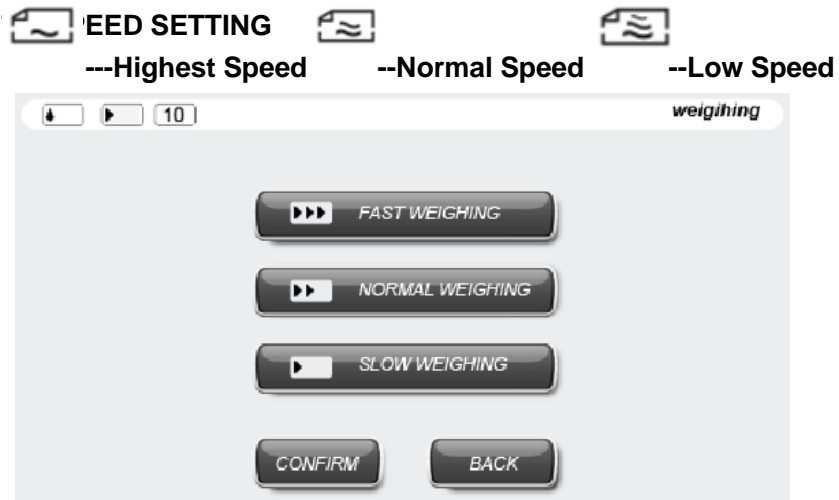 EED SETTING
---Highest Speed --Normal Speed --Low Speed
10 weigihing
FAST WEIGHING
NORMAL WEIGHING
SLOW WEIGHING
CONFIRM BACK